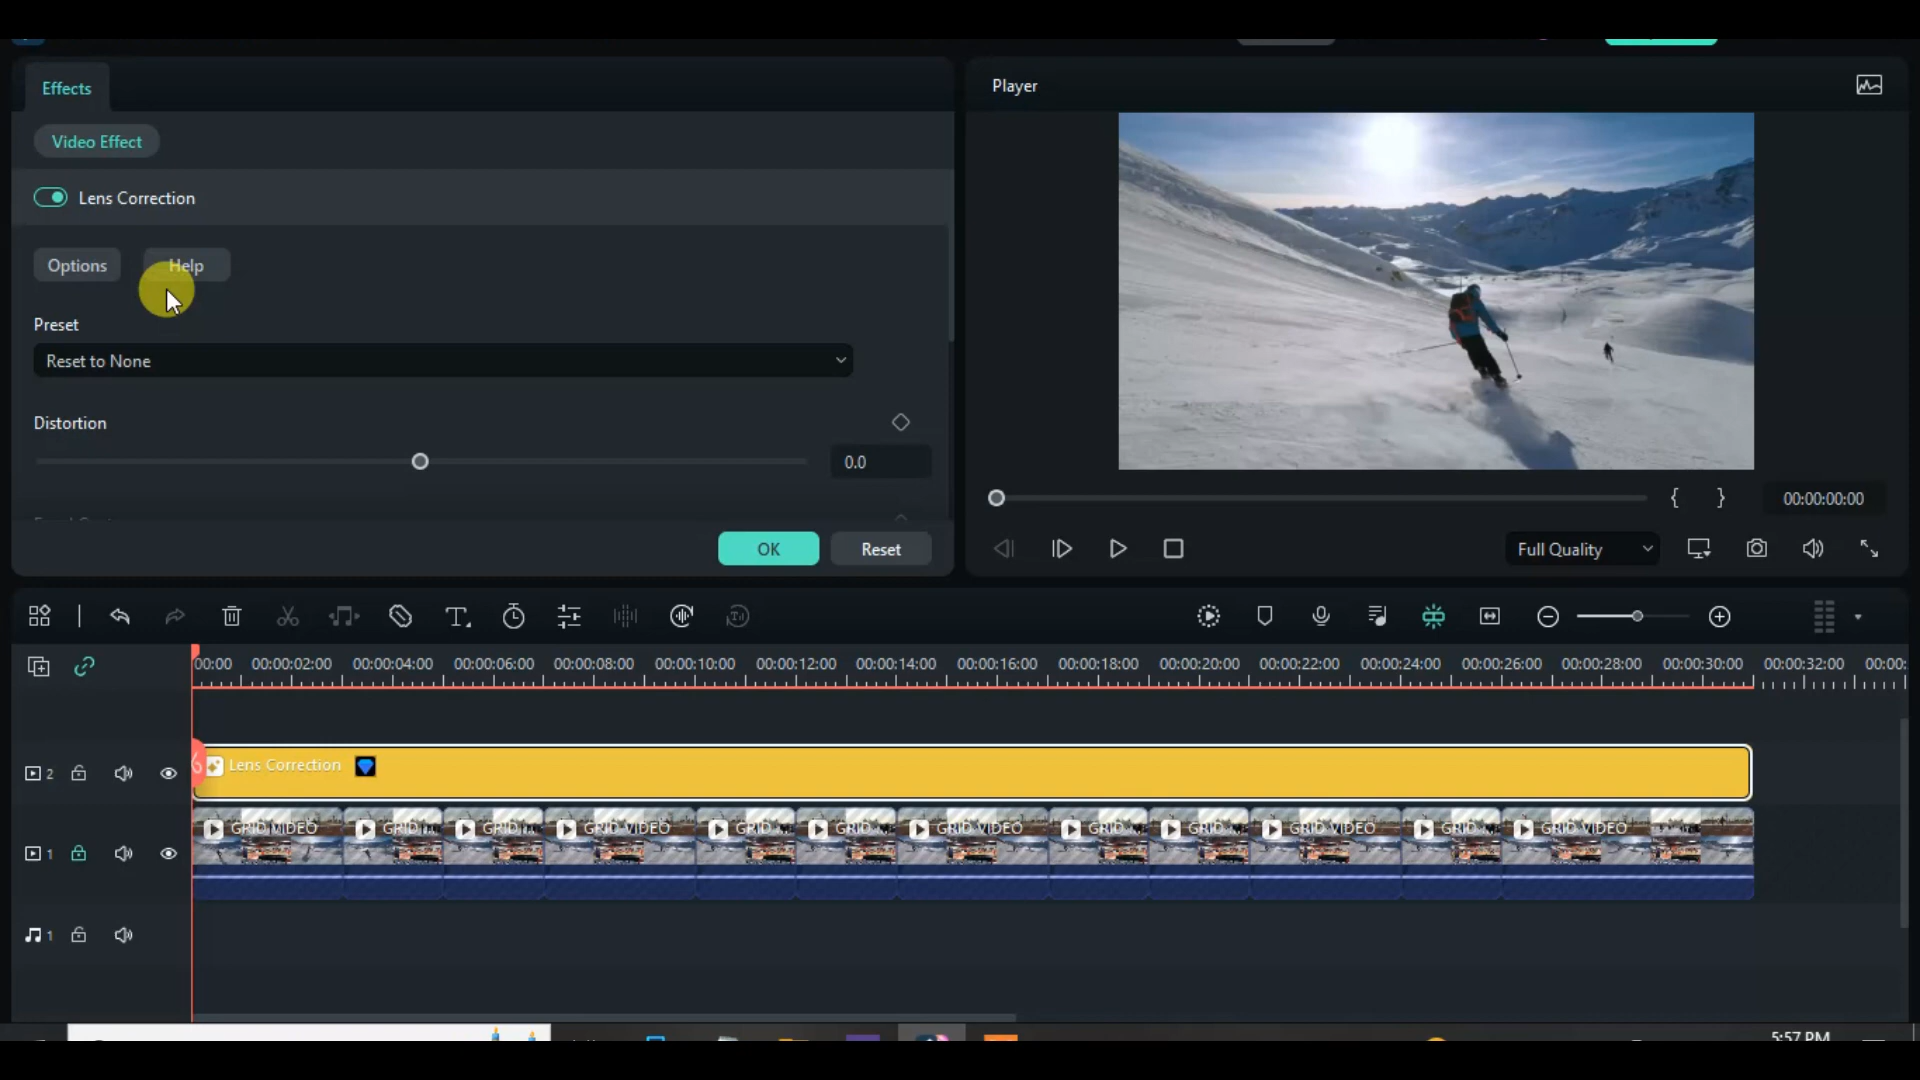 Effects
Video Effect
Lens Correction
Options
Help
Preset
Reset to None
Distortion
0.0
OK
Reset
Player
00:00:00:00
Full Quality
00:00 00:00:02:00 00:00:04:00 00:00:06:00 00:00:08:00 00:00:10:00 00:00:12:00 00:00:14:00 00:00:16:00 00:00:18:00 00:00:20:00 00:00:22:00 00:00:24:00 00:00:26:00 00:00:28:00 00:00:30:00 00:00:32:00 00:00:
2
Lens Correction
1
GRID VIDEO GRID GRID GRID VIDEO GRID ... GRID ... GRID VIDEO GRID ... GRID ... GRID VIDEO GRID ... GRID VIDEO
1
5:57 PM